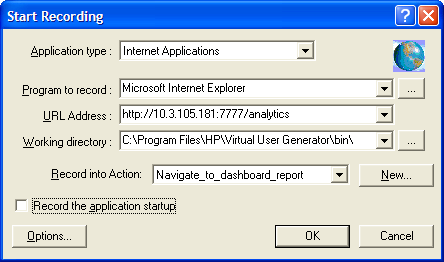 Start Recording
Application type : Internet Applications
Program to record : Microsoft Internet Explorer ...
URL Address : http://10.3.105.181:7777/analytics
Working directory : C:\Program Files\HP\Virtual User Generator\bin\ ...
Record into Action: Navigate_to_dashboard_report New...
Record the application startup
Options... OK Cancel